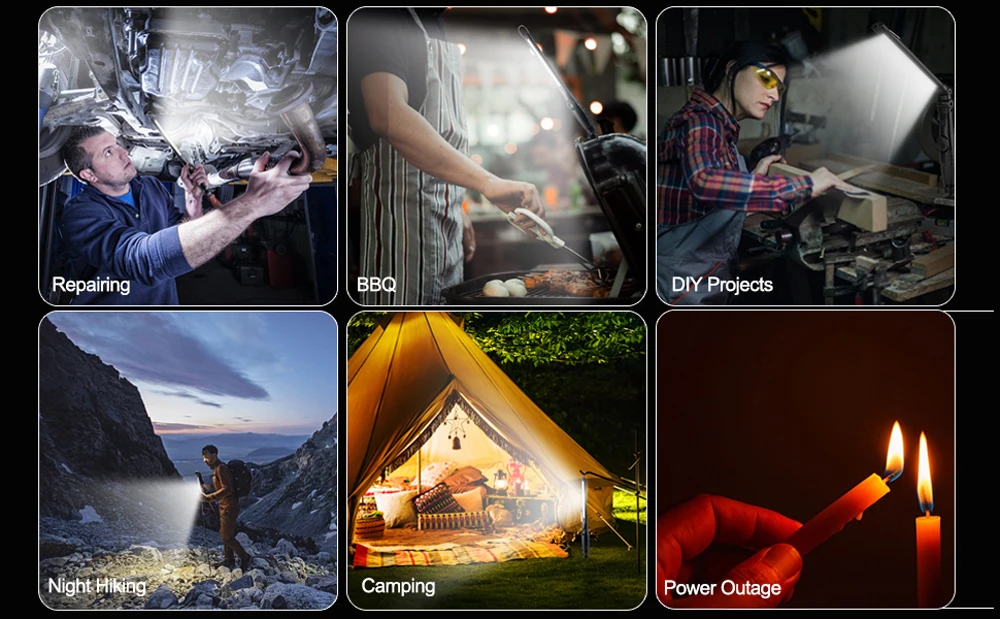 Repairing
BBQ
DIY Projects
Night Hiking
Camping
Power Outage